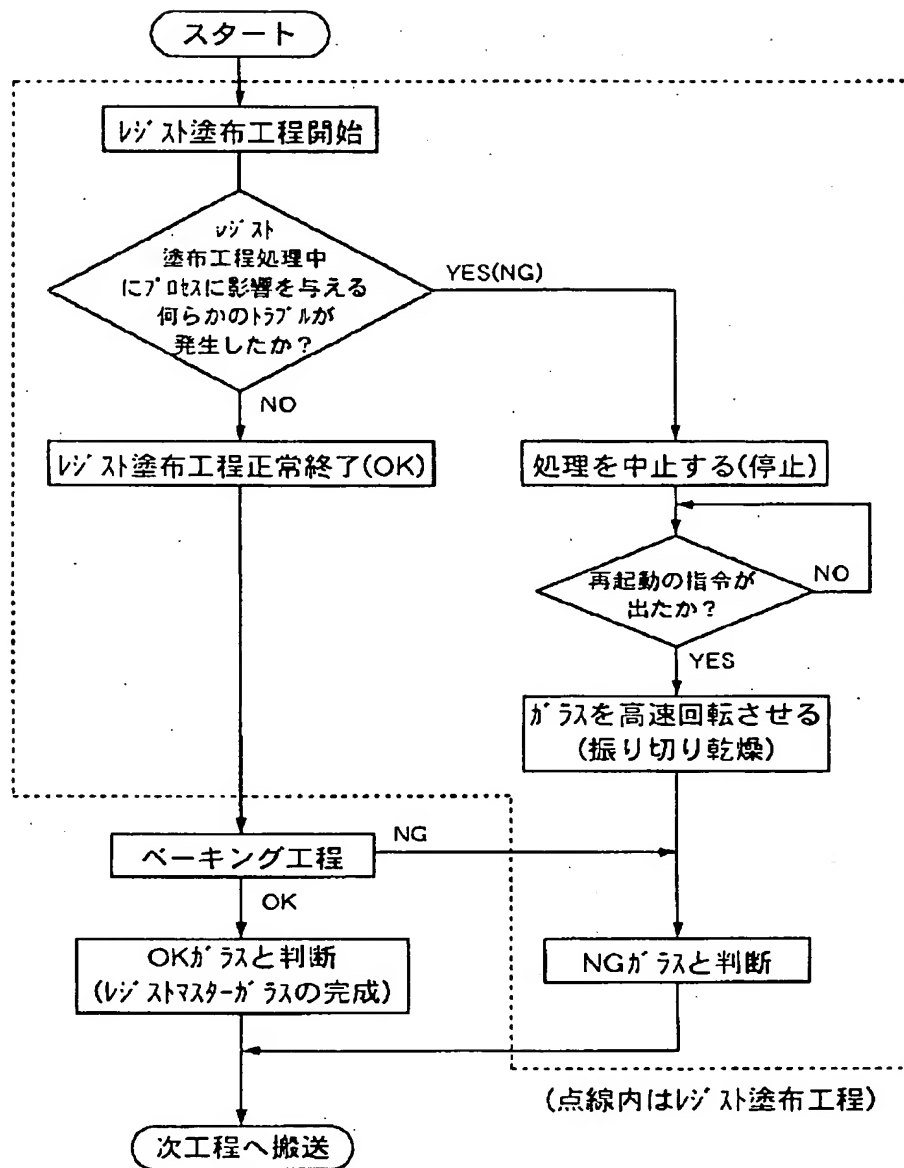 スタート
レジスト塗布工程開始
レジスト
塗布工程処理中
にプロセスに影響を与える
何らかのトラブルが
発生したか？
YES(NG)
NO
レジスト塗布工程正常終了(OK)
処理を中止する(停止)
再起動の指令が
出たか？
NO
YES
ガラスを高速回転させる
(振り切り乾燥)
ベーキング工程
NG
OK
OKガラスと判断
(レジストマスターガラスの完成)
NGガラスと判断
(点線内はレジスト塗布工程)
次工程へ搬送